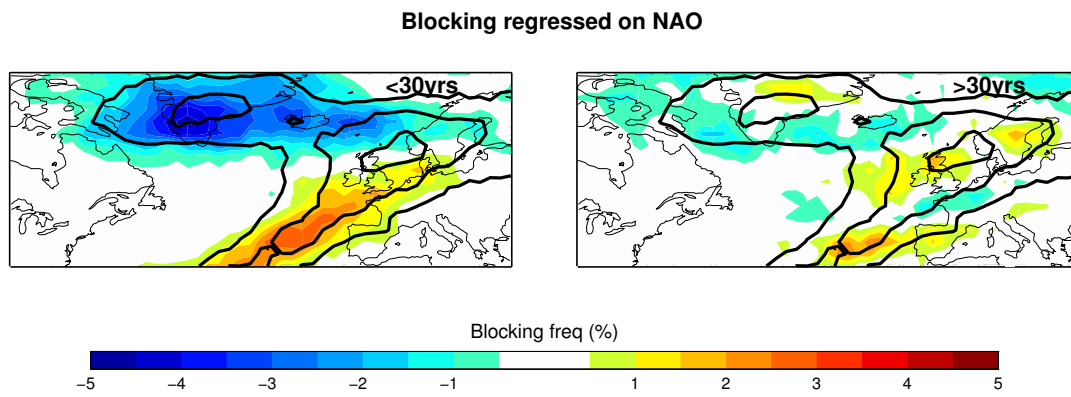 Blocking regressed on NAO
<30yrs
>30yrs
Blocking freq (%)
−5 −4 −3 −2 −1 1 2 3 4 5